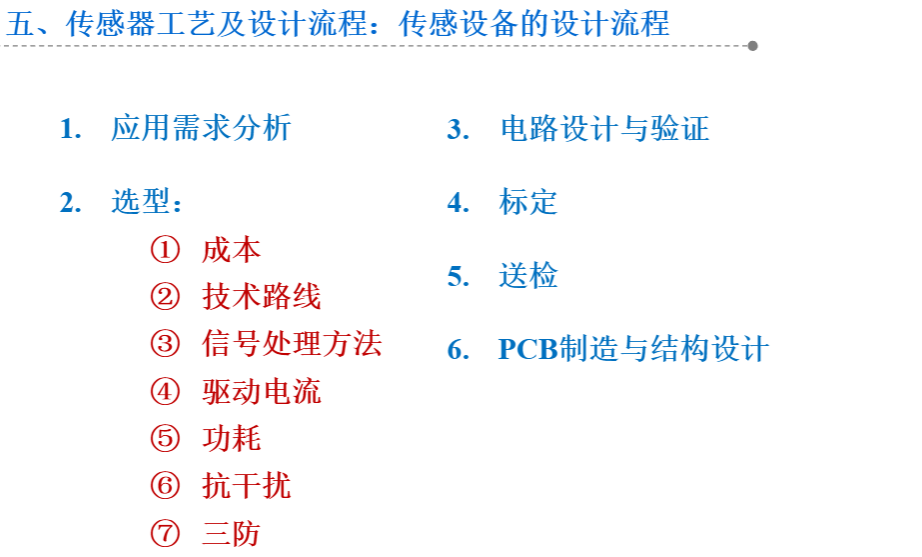 五、传感器工艺及设计流程：传感设备的设计流程
1. 应用需求分析
2. 选型：
① 成本
② 技术路线
③ 信号处理方法
④ 驱动电流
⑤ 功耗
⑥ 抗干扰
⑦ 三防
3. 电路设计与验证
4. 标定
5. 送检
6. PCB制造与结构设计